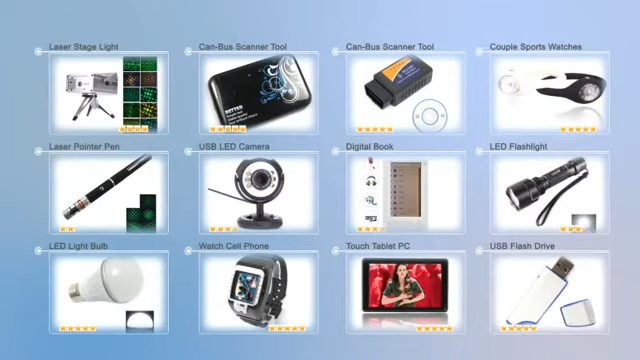 Laser Stage Light
Can-Bus Scanner Tool
Can-Bus Scanner Tool
Couple Sports Watches
Laser Pointer Pen
USB LED Camera
Digital Book
LED Flashlight
LED Light Bulb
Watch Cell Phone
Touch Tablet PC
USB Flash Drive